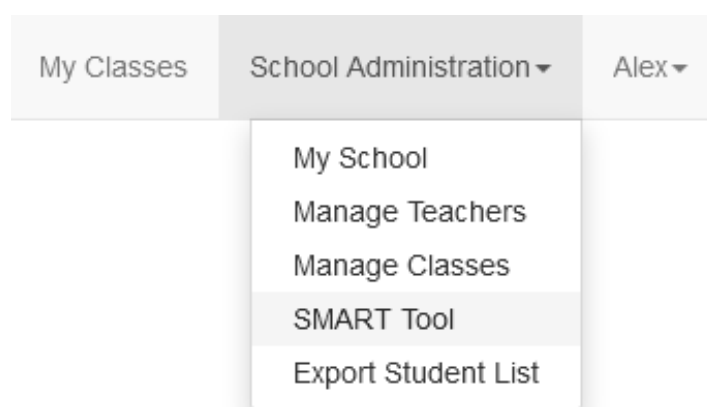 My Classes School Administration Alex
My School
Manage Teachers
Manage Classes
SMART Tool
Export Student List